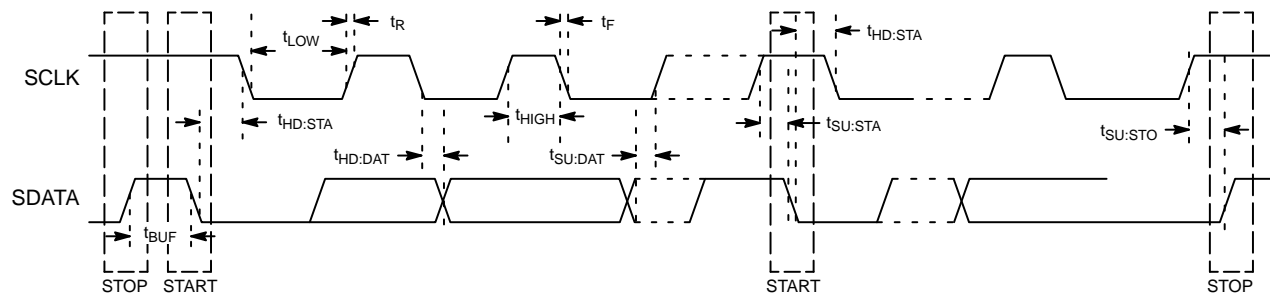 tR
tF
tLOW
tHD:STA
SCLK
tHD:STA
tHIGH
tSU:STA
tSU:STO
tHD:DAT
tSU:DAT
SDATA
tBUF
STOP
START
START
STOP